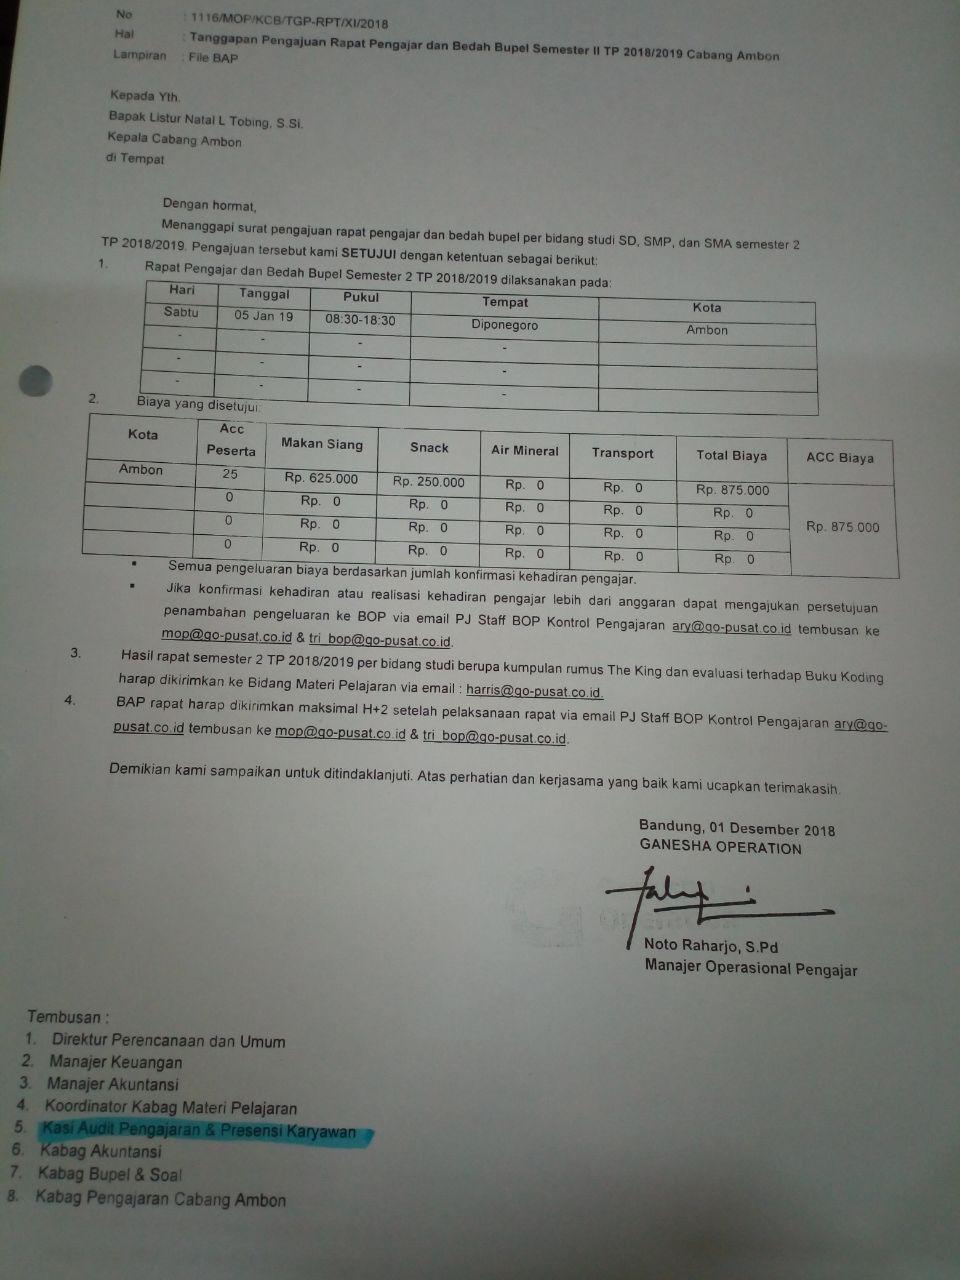 No : 1116/MOP/KCB/TGP-RPT/XI/2018
Hal : Tanggapan Pengajuan Rapat Pengajar dan Bedah Bupel Semester II TP 2018/2019 Cabang Ambon
Lampiran : File BAP
Kepada Yth.
Bapak Listur Natal L Tobing, S.Si.
Kepala Cabang Ambon
di Tempat
Dengan hormat,
Menanggapi surat pengajuan rapat pengajar dan bedah bupel per bidang studi SD, SMP, dan SMA semester 2
TP 2018/2019. Pengajuan tersebut kami SETUJUI dengan ketentuan sebagai berikut:
1. Rapat Pengajar dan Bedah Bupel Semester 2 TP 2018/2019 dilaksanakan pada:
Hari Tanggal Pukul Tempat Kota
Sabtu 05 Jan 19 08:30-18:30 Diponegoro Ambon
- - - -
- - - -
- - - -
2. Biaya yang disetujui:
Kota Acc Peserta Makan Siang Snack Air Mineral Transport Total Biaya ACC Biaya
Ambon 25 Rp. 625.000 Rp. 250.000 Rp. 0 Rp. 0 Rp. 875.000 Rp. 875.000
0 Rp. 0 Rp. 0 Rp. 0 Rp. 0 Rp. 0
0 Rp. 0 Rp. 0 Rp. 0 Rp. 0 Rp. 0
0 Rp. 0 Rp. 0 Rp. 0 Rp. 0 Rp. 0
▪ Semua pengeluaran biaya berdasarkan jumlah konfirmasi kehadiran pengajar.
▪ Jika konfirmasi kehadiran atau realisasi kehadiran pengajar lebih dari anggaran dapat mengajukan persetujuan
penambahan pengeluaran ke BOP via email PJ Staff BOP Kontrol Pengajaran ary@go-pusat.co.id tembusan ke
mop@go-pusat.co.id & tri_bop@go-pusat.co.id.
3. Hasil rapat semester 2 TP 2018/2019 per bidang studi berupa kumpulan rumus The King dan evaluasi terhadap Buku Koding
harap dikirimkan ke Bidang Materi Pelajaran via email : harris@go-pusat.co.id.
4. BAP rapat harap dikirimkan maksimal H+2 setelah pelaksanaan rapat via email PJ Staff BOP Kontrol Pengajaran ary@go-
pusat.co.id tembusan ke mop@go-pusat.co.id & tri_bop@go-pusat.co.id.
Demikian kami sampaikan untuk ditindaklanjuti. Atas perhatian dan kerjasama yang baik kami ucapkan terimakasih.
Bandung, 01 Desember 2018
GANESHA OPERATION
Noto Raharjo, S.Pd
Manajer Operasional Pengajar
Tembusan :
1. Direktur Perencanaan dan Umum
2. Manajer Keuangan
3. Manajer Akuntansi
4. Koordinator Kabag Materi Pelajaran
5. Kasi Audit Pengajaran & Presensi Karyawan
6. Kabag Akuntansi
7. Kabag Bupel & Soal
8. Kabag Pengajaran Cabang Ambon